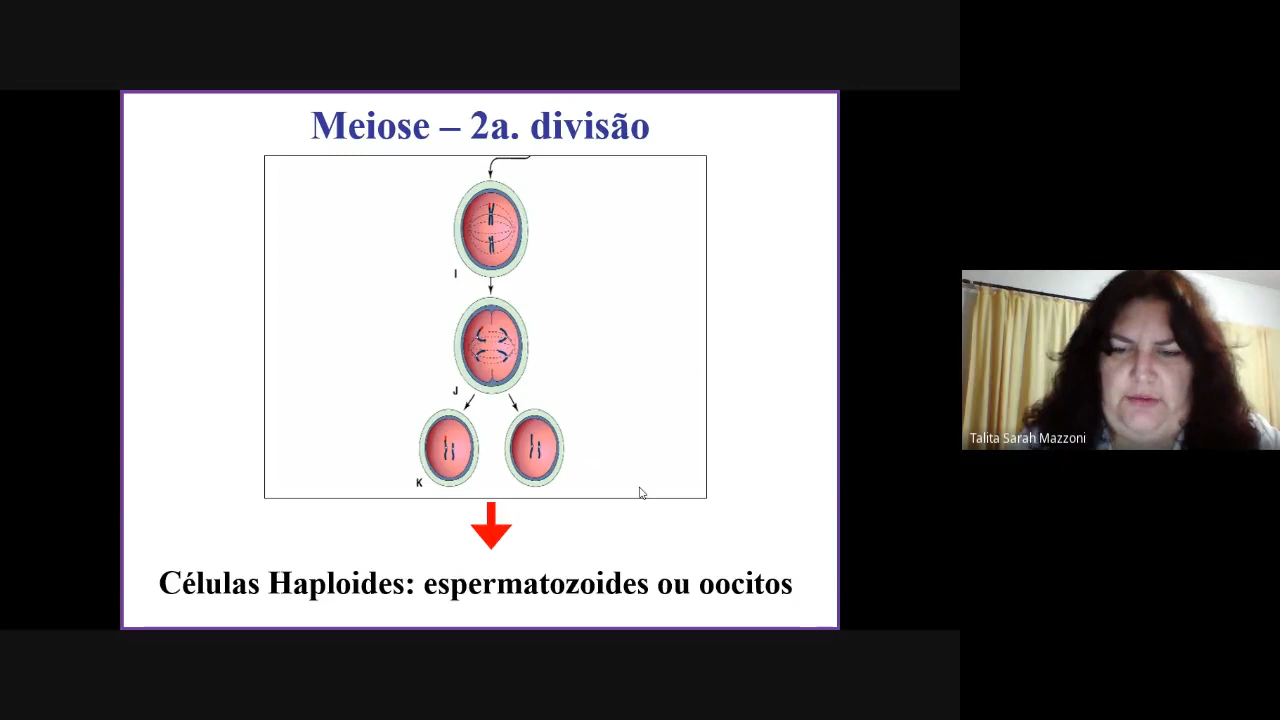 Meiose – 2a. divisão
I
J
K
Células Haploides: espermatozoides ou oocitos
Talita Sarah Mazzoni